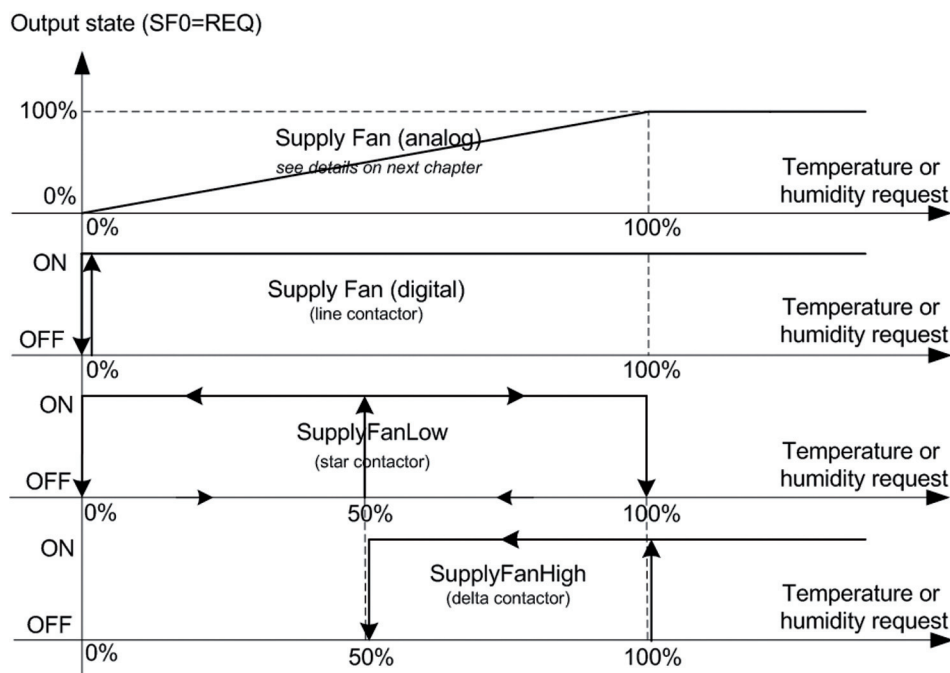 Output state (SF0=REQ)
100%
Supply Fan (analog)
see details on next chapter
Temperature or
humidity request
0%
0%
100%
ON
Supply Fan (digital)
(line contactor)
Temperature or
humidity request
OFF
0%
100%
ON
SupplyFanLow
(star contactor)
Temperature or
humidity request
OFF
0%
50%
100%
ON
SupplyFanHigh
(delta contactor)
Temperature or
humidity request
OFF
0%
50%
100%